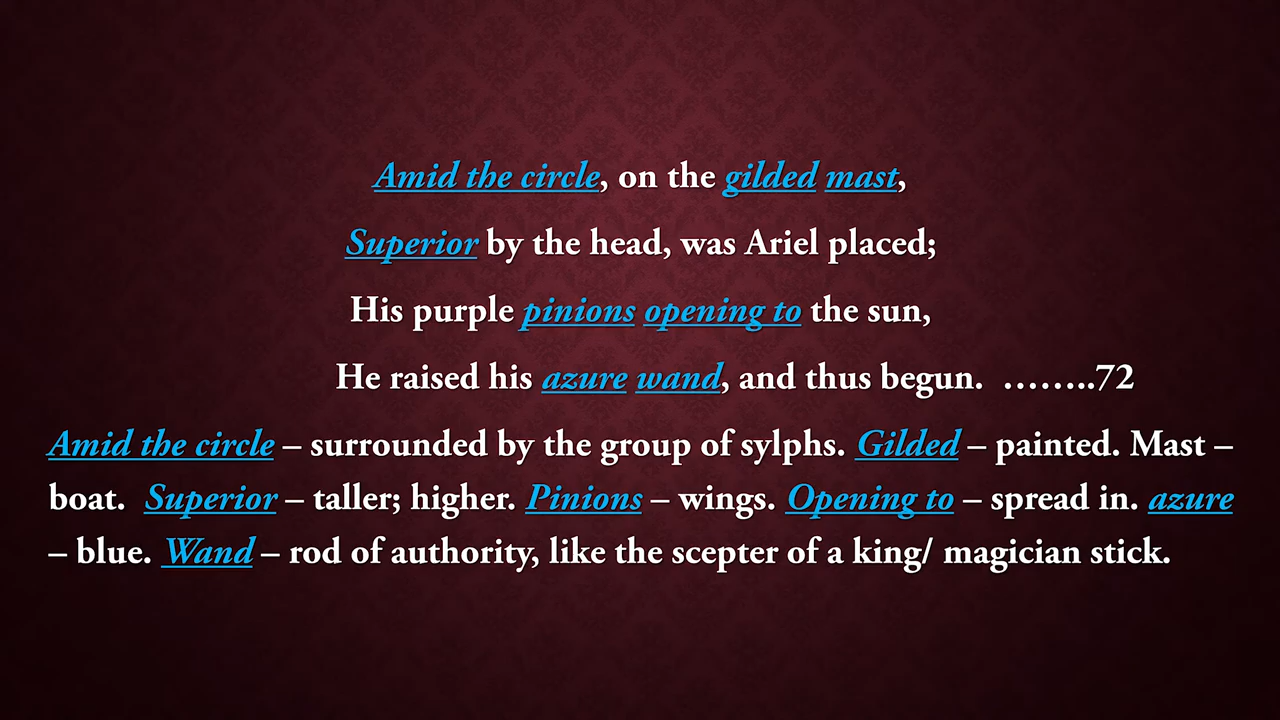 Amid the circle, on the gilded mast,
Superior by the head, was Ariel placed;
His purple pinions opening to the sun,
He raised his azure wand, and thus begun. ……..72
Amid the circle – surrounded by the group of sylphs. Gilded – painted. Mast –
boat. Superior – taller; higher. Pinions – wings. Opening to – spread in. azure
– blue. Wand – rod of authority, like the scepter of a king/ magician stick.